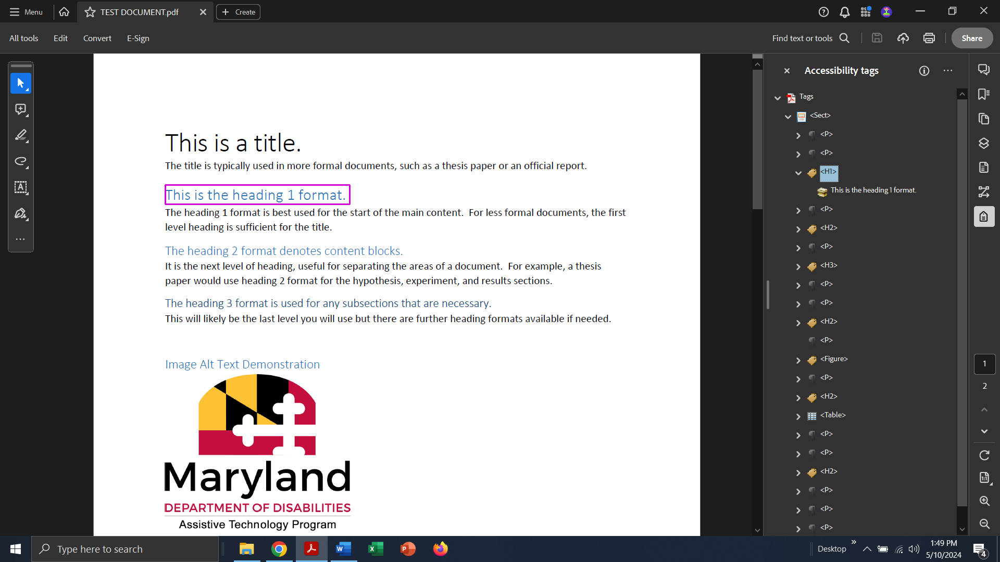 Menu
TEST DOCUMENT.pdf
Create
All tools
Edit
Convert
E-Sign
Find text or tools
Share
This is a title.
The title is typically used in more formal documents, such as a thesis paper or an official report.
This is the heading 1 format.
The heading 1 format is best used for the start of the main content.  For less formal documents, the first
level heading is sufficient for the title.
The heading 2 format denotes content blocks.
It is the next level of heading, useful for separating the areas of a document.  For example, a thesis
paper would use heading 2 format for the hypothesis, experiment, and results sections.
The heading 3 format is used for any subsections that are necessary.
This will likely be the last level you will use but there are further heading formats available if needed.
Image Alt Text Demonstration
Maryland
DEPARTMENT OF DISABILITIES
Assistive Technology Program
Accessibility tags
Tags
<Sect>
<P>
<P>
<H1>
This is the heading 1 format.
<P>
<H2>
<P>
<H3>
<P>
<P>
<H2>
<P>
<Figure>
<P>
<H2>
<Table>
<P>
<P>
<H2>
<P>
<P>
<P>
1
2
1:1
Type here to search
Desktop
1:49 PM
5/10/2024
4